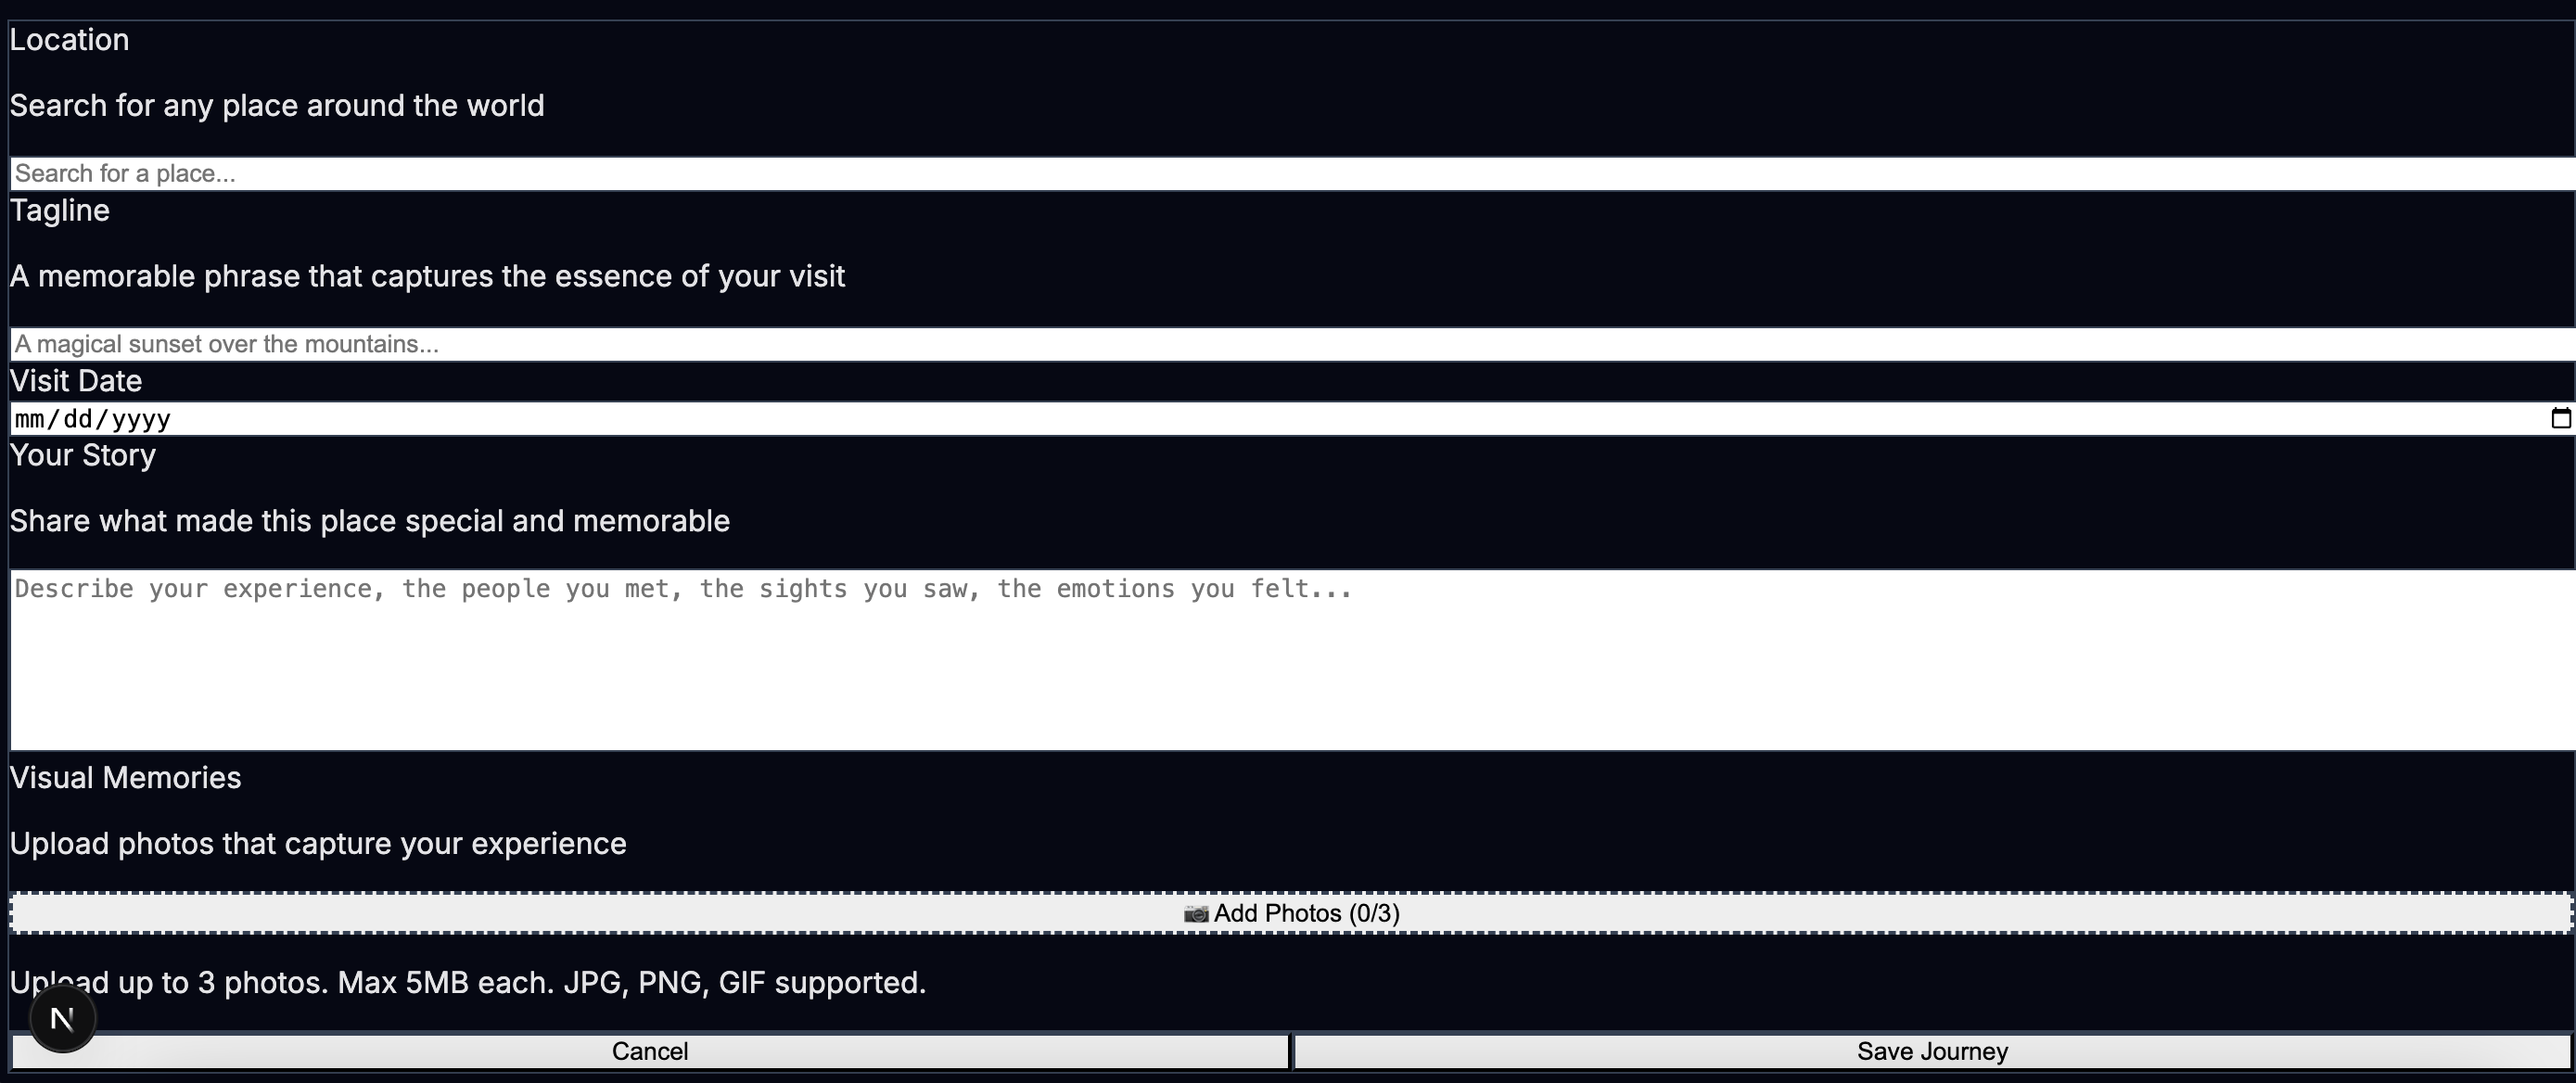 Location
Search for any place around the world
Search for a place...
Tagline
A memorable phrase that captures the essence of your visit
A magical sunset over the mountains...
Visit Date
mm/dd/yyyy
Your Story
Share what made this place special and memorable
Describe your experience, the people you met, the sights you saw, the emotions you felt...
Visual Memories
Upload photos that capture your experience
Add Photos (0/3)
Upload up to 3 photos. Max 5MB each. JPG, PNG, GIF supported.
N
Cancel Save Journey